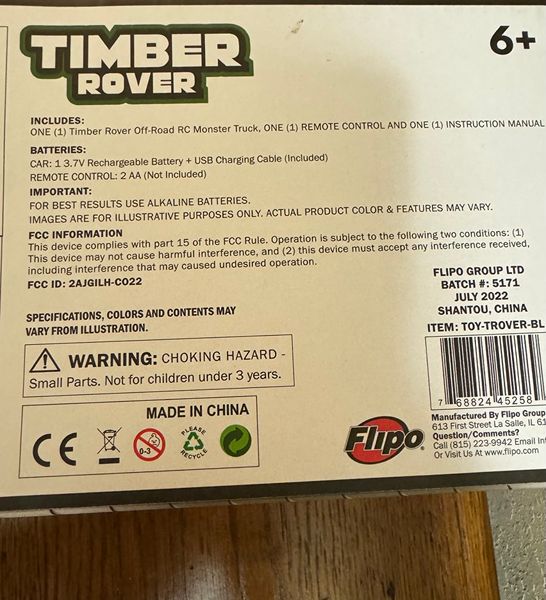 TIMBER
ROVER
6+
INCLUDES:
ONE (1) Timber Rover Off-Road RC Monster Truck, ONE (1) REMOTE CONTROL AND ONE (1) INSTRUCTION MANUAL
BATTERIES:
CAR: 1 3.7V Rechargeable Battery + USB Charging Cable (Included)
REMOTE CONTROL: 2 AA (Not Included)
IMPORTANT:
FOR BEST RESULTS USE ALKALINE BATTERIES.
IMAGES ARE FOR ILLUSTRATIVE PURPOSES ONLY. ACTUAL PRODUCT COLOR & FEATURES MAY VARY.
FCC INFORMATION
This device complies with part 15 of the FCC Rule. Operation is subject to the following two conditions: (1)
This device may not cause harmful interference, and (2) this device must accept any interference received,
including interference that may caused undesired operation.
FCC ID: 2AJGILH-C022
SPECIFICATIONS, COLORS AND CONTENTS MAY
VARY FROM ILLUSTRATION.
WARNING: CHOKING HAZARD -
Small Parts. Not for children under 3 years.
MADE IN CHINA
CE
0-3
PLEASE
RECYCLE
FLIPO GROUP LTD
BATCH #: 5171
JULY 2022
SHANTOU, CHINA
ITEM: TOY-TROVER-BL
7 68824 45258
Flipo
Manufactured By Flipo Group
613 First Street La Salle, IL 61
Question/Comments?
Call (815) 223-9942 Email In
Or Visit Us At www.flipo.com